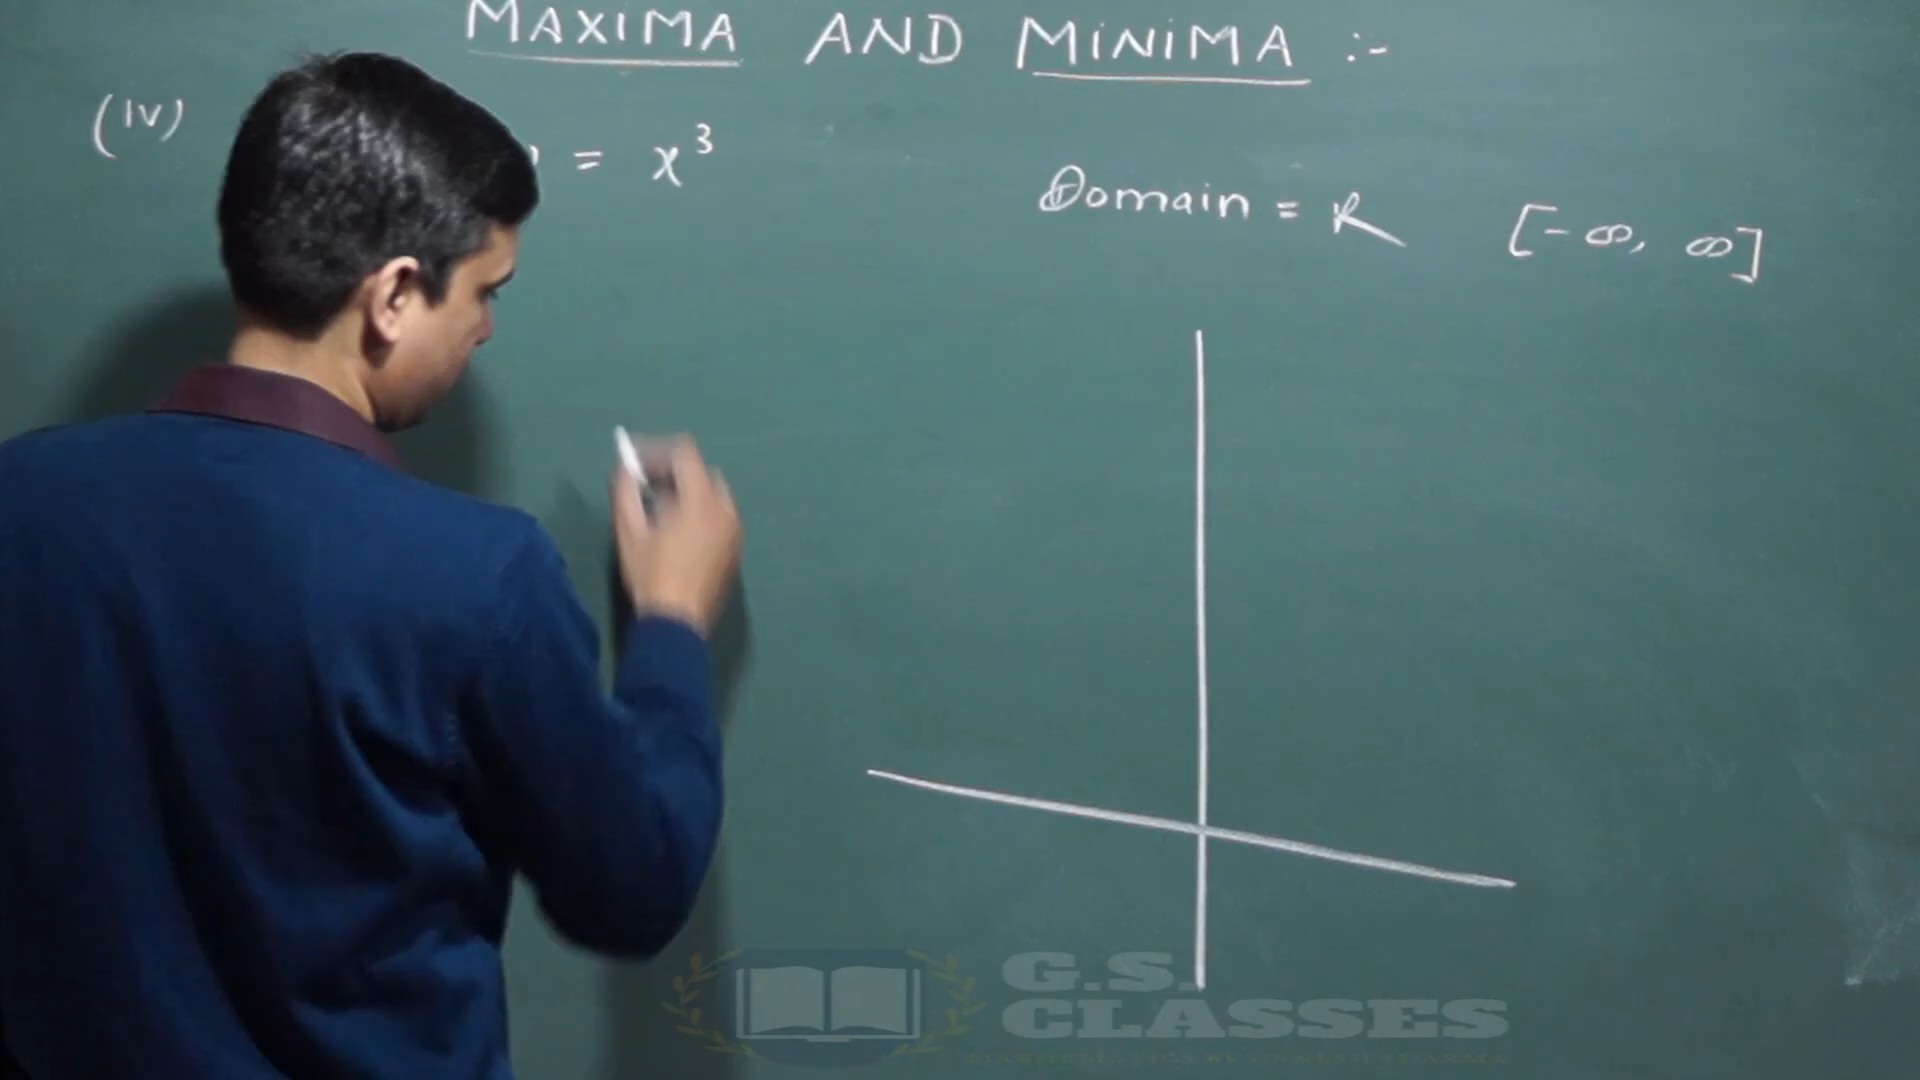 MAXIMA AND MINIMA :-
(iv) = x³
Domain = R [-∞, ∞]
G.S.
CLASSES